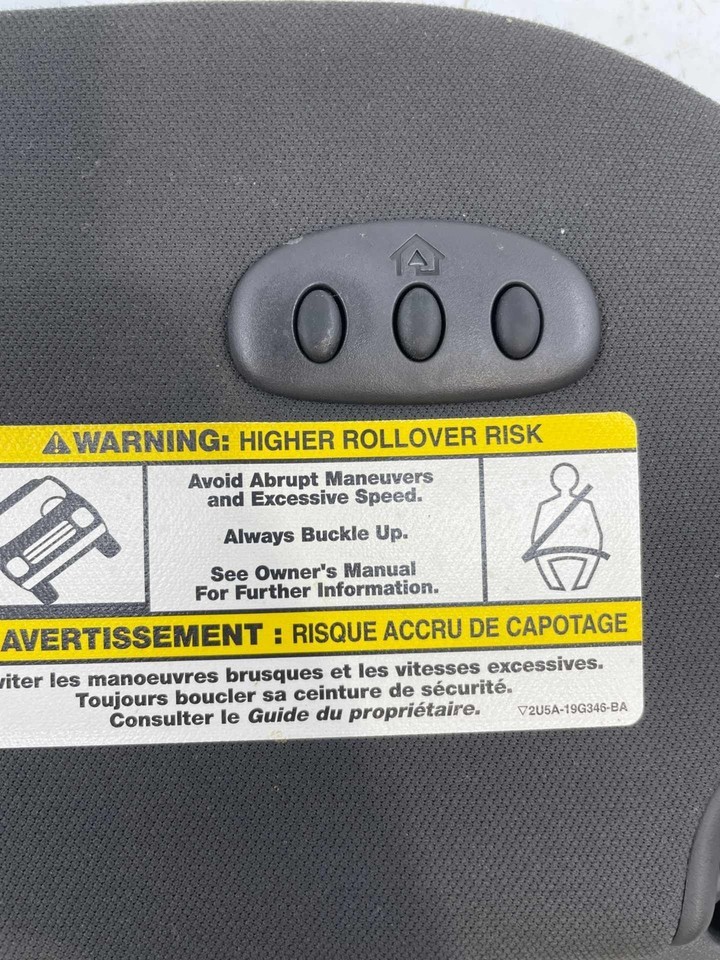 ⚠WARNING: HIGHER ROLLOVER RISK
Avoid Abrupt Maneuvers
and Excessive Speed.
Always Buckle Up.
See Owner's Manual
For Further Information.
AVERTISSEMENT : RISQUE ACCRU DE CAPOTAGE
viter les manoeuvres brusques et les vitesses excessives.
Toujours boucler sa ceinture de sécurité.
Consulter le Guide du propriétaire.
▽2U5A-19G346-BA